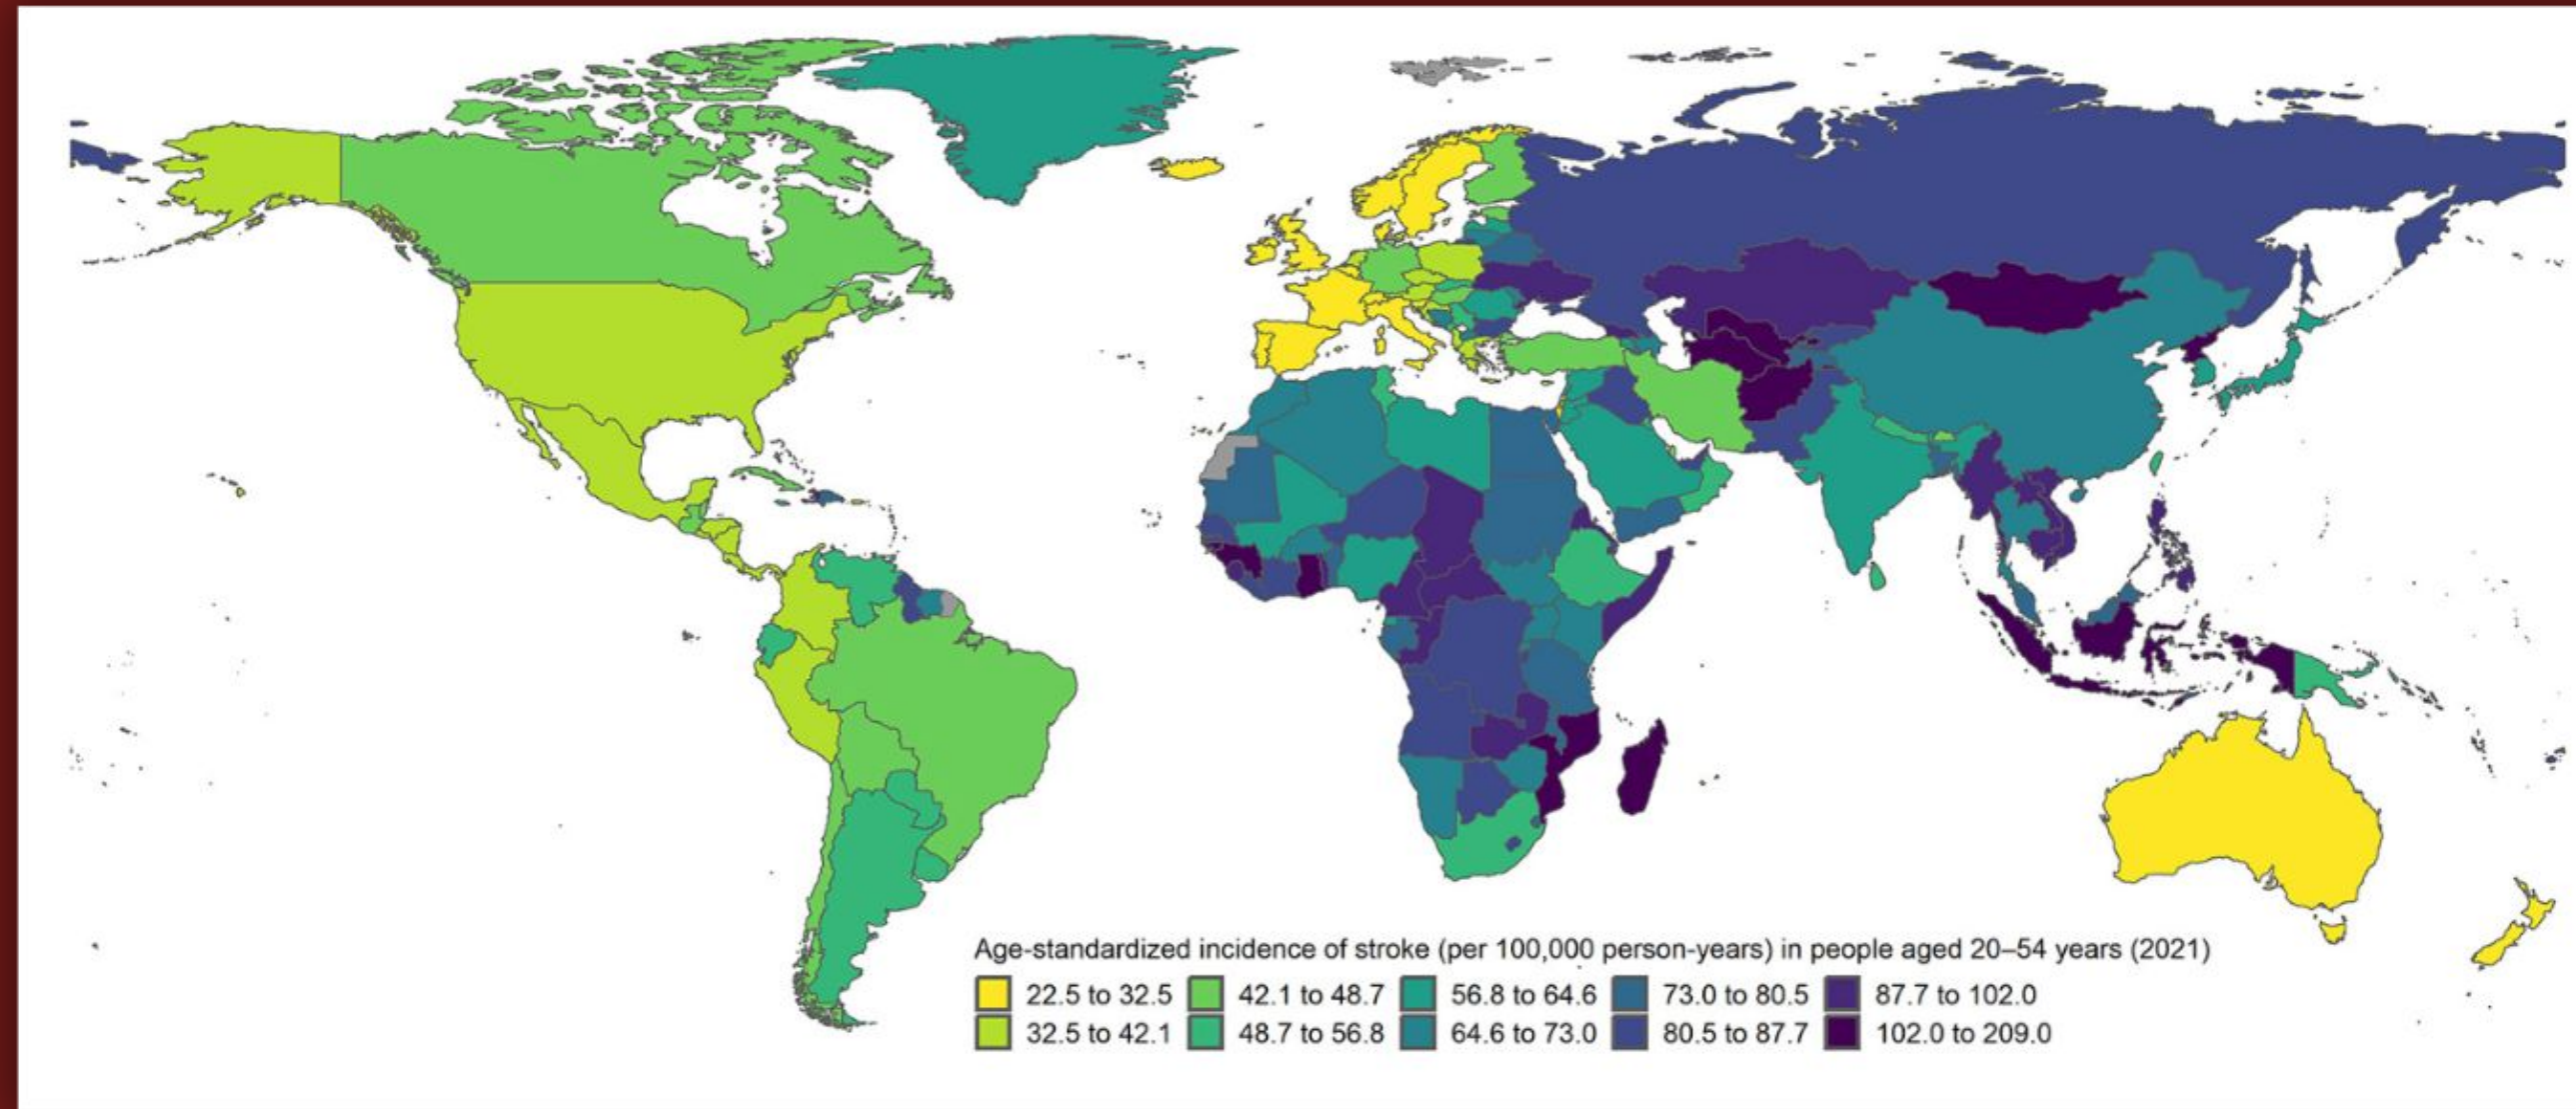 Age-standardized incidence of stroke (per 100,000 person-years) in people aged 20–54 years (2021)
22.5 to 32.5 42.1 to 48.7 56.8 to 64.6 73.0 to 80.5 87.7 to 102.0
32.5 to 42.1 48.7 to 56.8 64.6 to 73.0 80.5 to 87.7 102.0 to 209.0